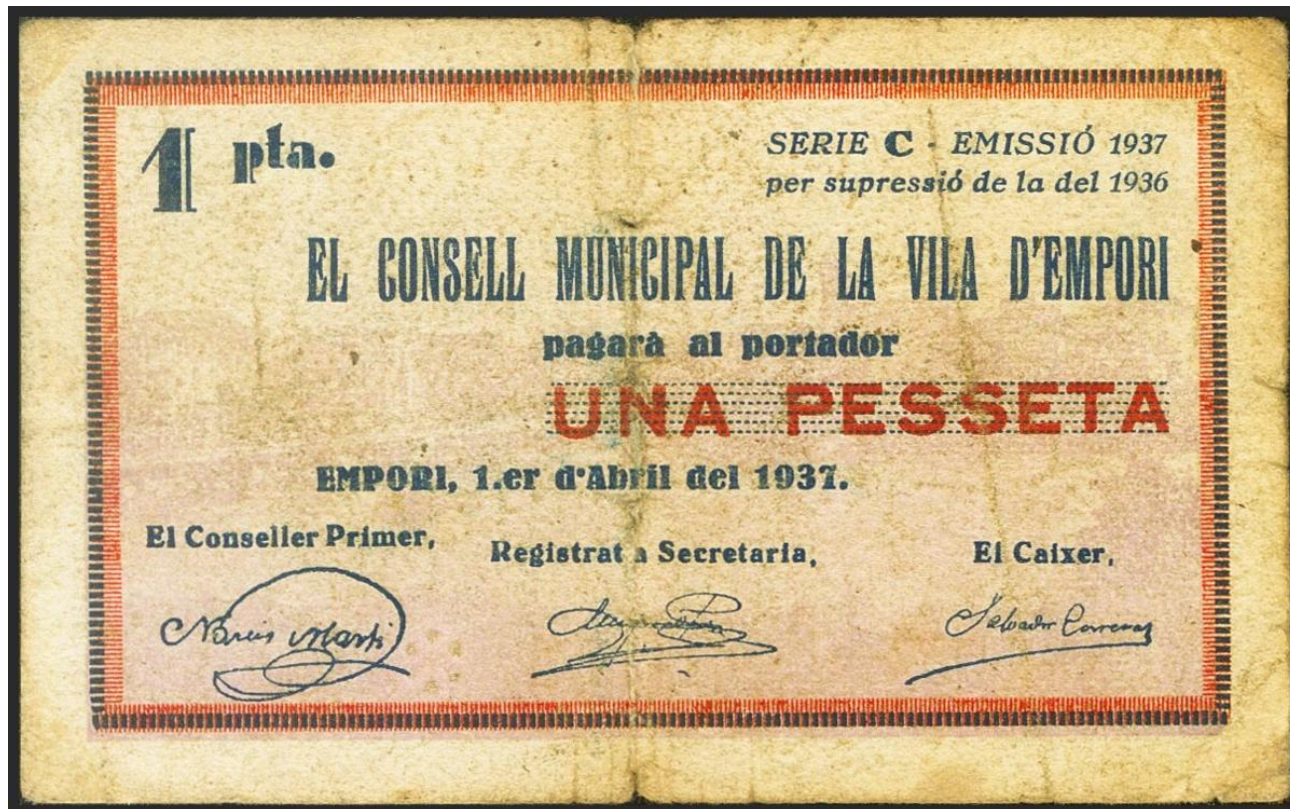 1 pta.
SERIE C - EMISSIÓ 1937
per supressió de la del 1936
EL CONSELL MUNICIPAL DE LA VILA D'EMPORI
pagarà al portador
UNA PESSETA
EMPORI, 1.er d'Abril del 1937.
El Conseller Primer,
Registrat a Secretaria,
El Caixer,
Narcís Martí
Salvador Carreras